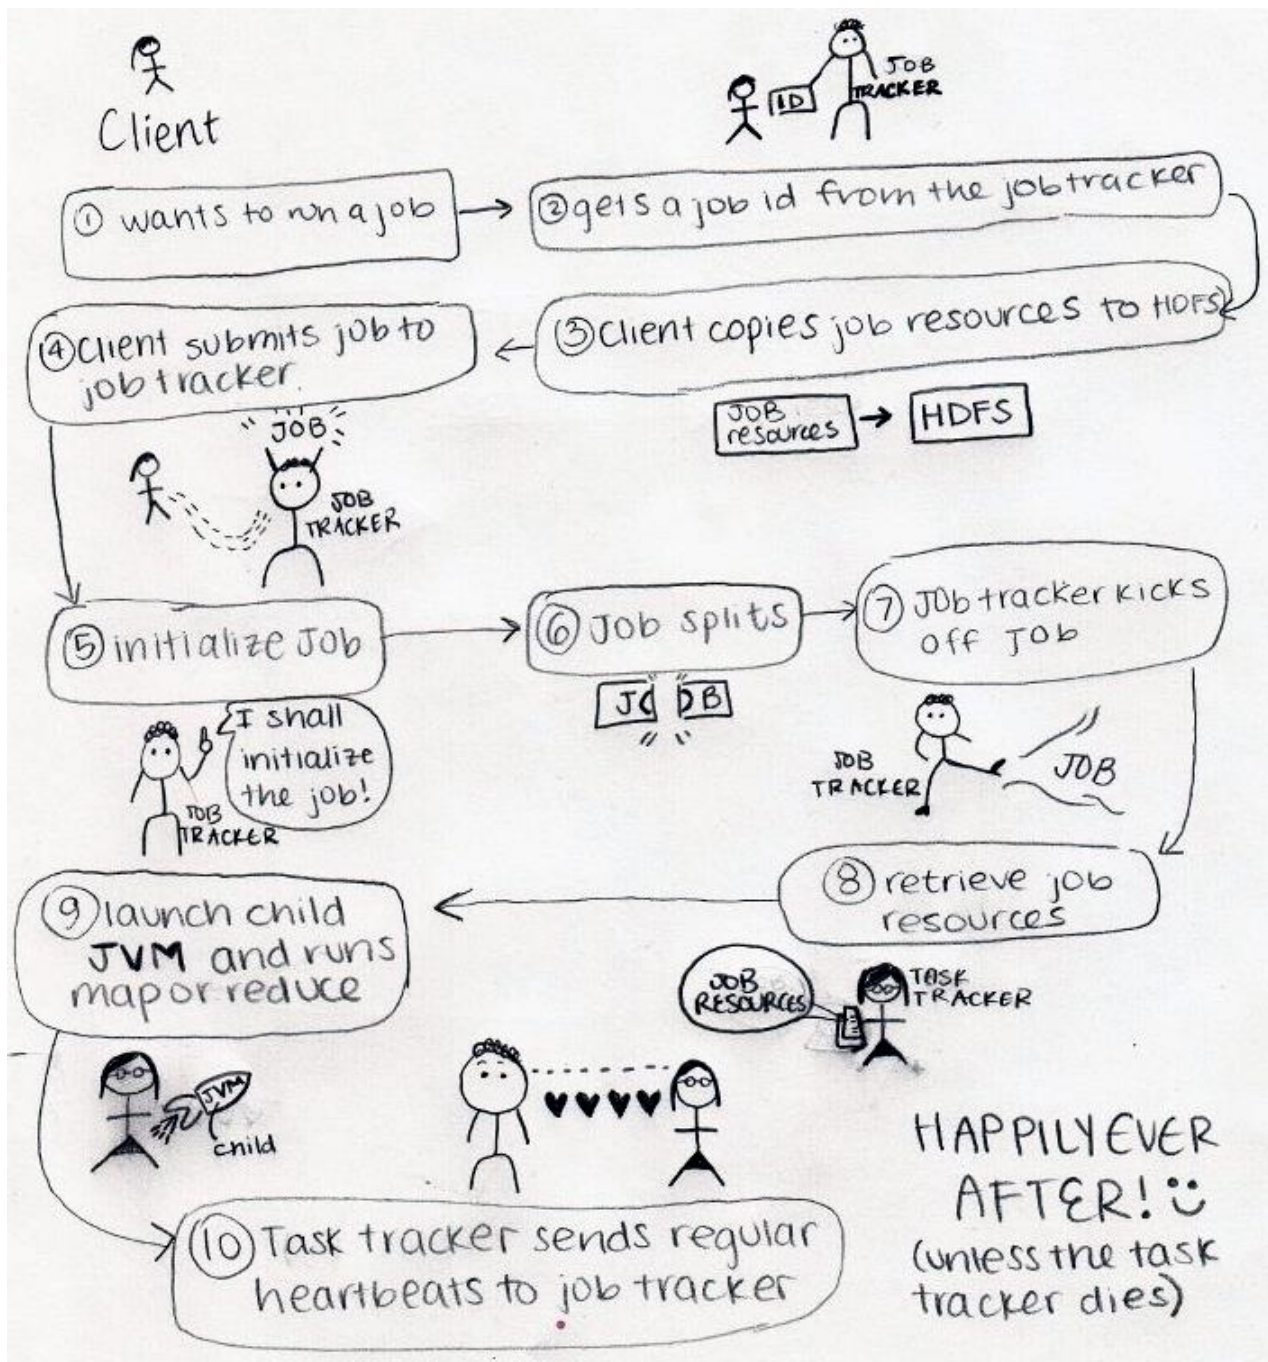 Client
ID
JOB
TRACKER
① wants to run a job
② gets a job id from the jobtracker
③ Client copies job resources to HDFS
④ Client submits job to
job tracker.
JOB
resources
HDFS
JOB
JOB
TRACKER
⑤ initialize Job
⑥ Job splits
⑦ Job tracker kicks
off job
JO OB
I shall
initialize
the job!
JOB
TRACKER
JOB
TRACKER
JOB
⑧ retrieve job
resources
⑨ launch child
JVM and runs
map or reduce
JOB
RESOURCES
TASK
TRACKER
JVM
child
HAPPILY EVER
AFTER!
(unless the task
tracker dies)
⑩ Task tracker sends regular
heartbeats to job tracker